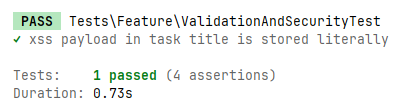 PASS Tests\Feature\ValidationAndSecurityTest
✓ xss payload in task title is stored literally
Tests: 1 passed (4 assertions)
Duration: 0.73s